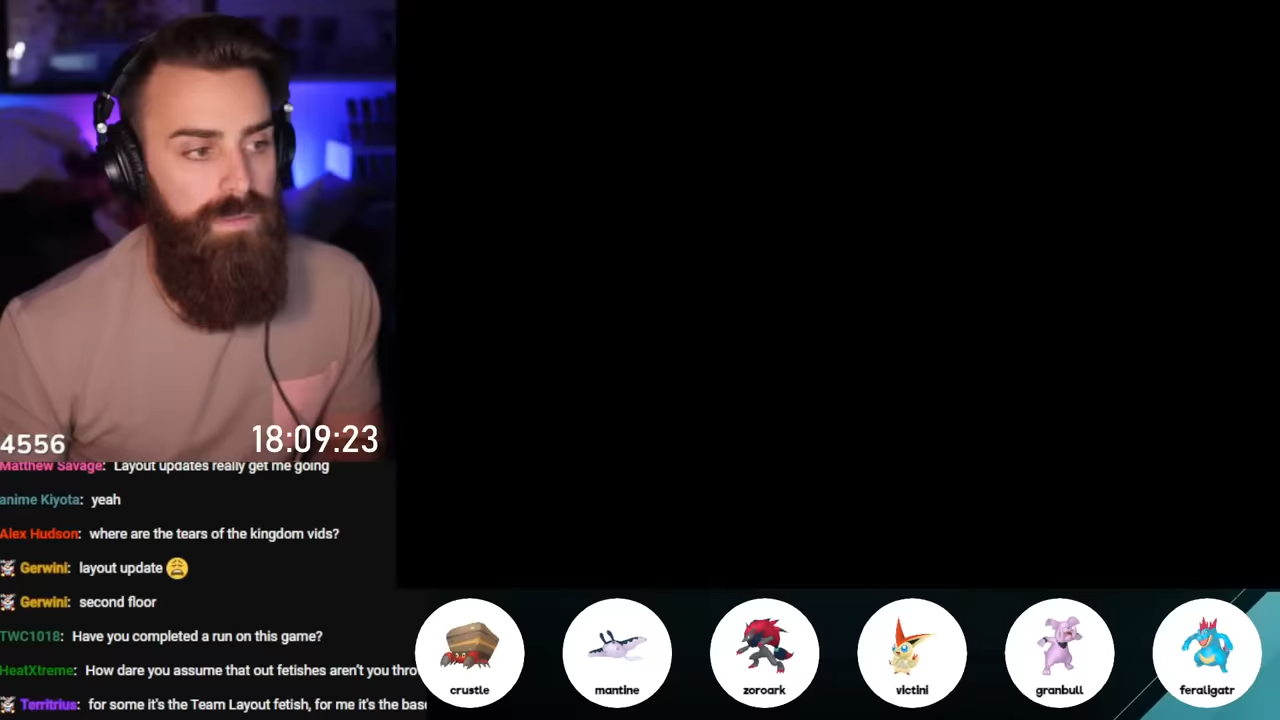 4556
18:09:23
Matthew Savage: Layout updates really get me going
anime Kiyota: yeah
Alex Hudson: where are the tears of the kingdom vids?
Gerwini: layout update
Gerwini: second floor
TWC1018: Have you completed a run on this game?
HeatXtreme: How dare you assume that out fetishes aren't you thro
Territrius: for some it's the Team Layout fetish, for me it's the base
crustle
mantine
zoroark
victini
granbull
feraligatr